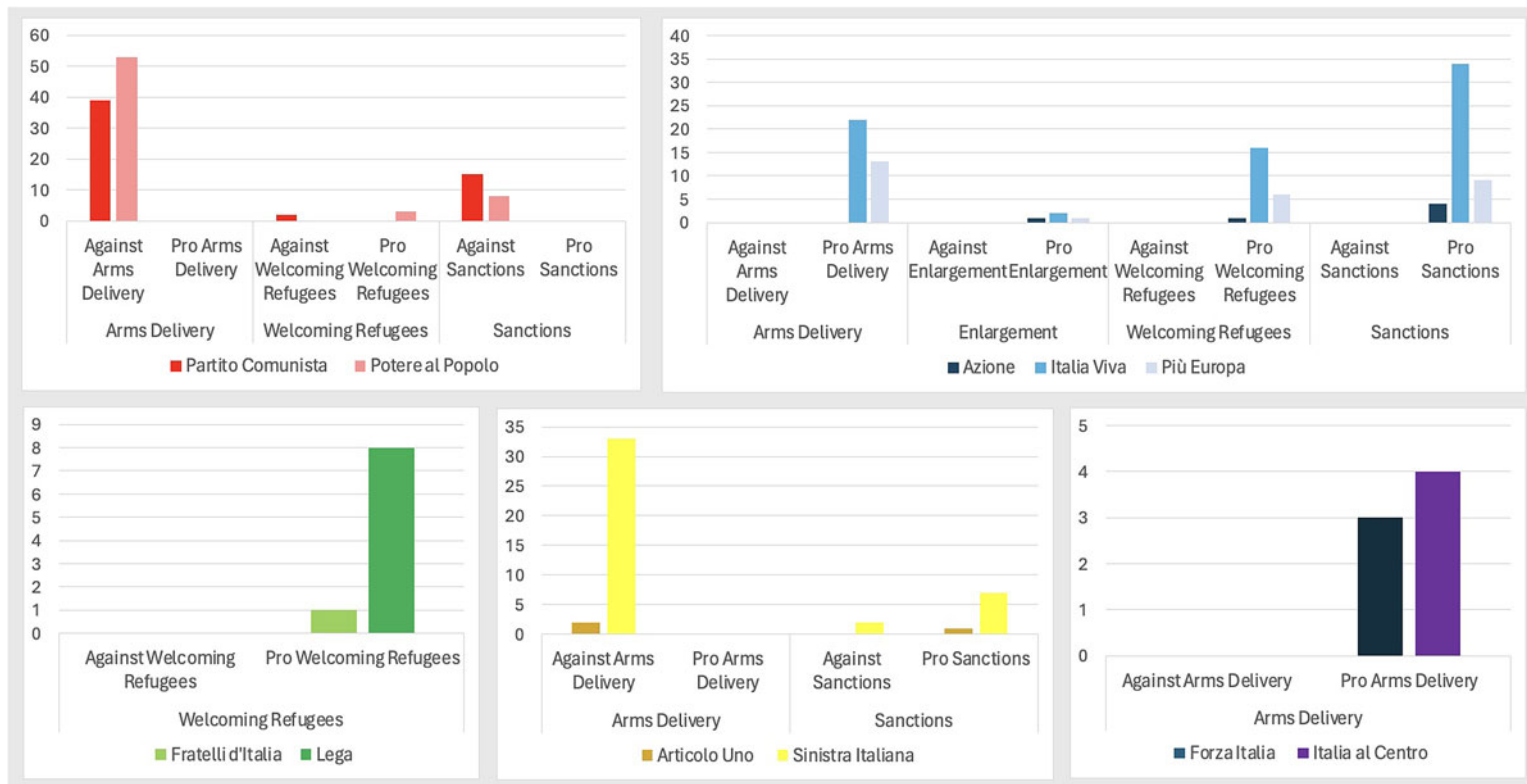 60
50
40
30
20
10
0
Against Arms Delivery
Pro Arms Delivery
Against Welcoming Refugees
Pro Welcoming Refugees
Against Sanctions
Pro Sanctions
Arms Delivery
Welcoming Refugees
Sanctions
Partito Comunista
Potere al Popolo
40
35
30
25
20
15
10
5
0
Against Arms Delivery
Pro Arms Delivery
Against Enlargement
Pro Enlargement
Against Welcoming Refugees
Pro Welcoming Refugees
Against Sanctions
Pro Sanctions
Arms Delivery
Enlargement
Welcoming Refugees
Sanctions
Azione
Italia Viva
Più Europa
9
8
7
6
5
4
3
2
1
0
Against Welcoming Refugees
Pro Welcoming Refugees
Welcoming Refugees
Fratelli d'Italia
Lega
35
30
25
20
15
10
5
0
Against Arms Delivery
Pro Arms Delivery
Against Sanctions
Pro Sanctions
Arms Delivery
Sanctions
Articolo Uno
Sinistra Italiana
5
4
3
2
1
0
Against Arms Delivery
Pro Arms Delivery
Arms Delivery
Forza Italia
Italia al Centro